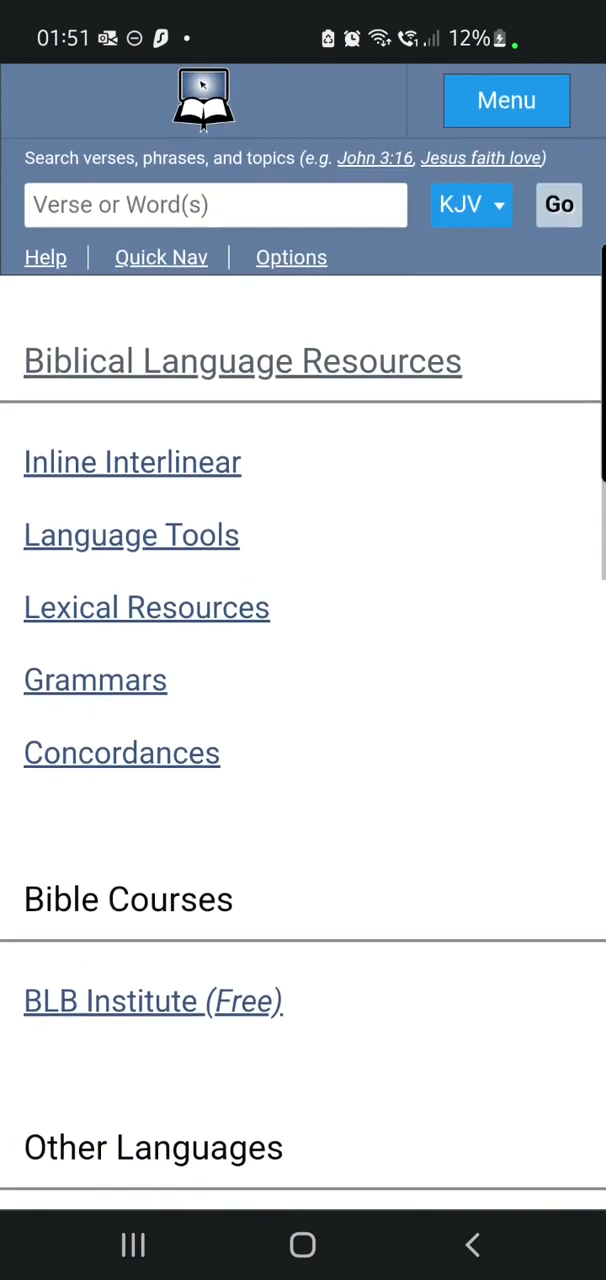 01:51 12%
Menu
Search verses, phrases, and topics (e.g. John 3:16, Jesus faith love)
Verse or Word(s) KJV Go
Help Quick Nav Options
Biblical Language Resources
Inline Interlinear
Language Tools
Lexical Resources
Grammars
Concordances
Bible Courses
BLB Institute (Free)
Other Languages